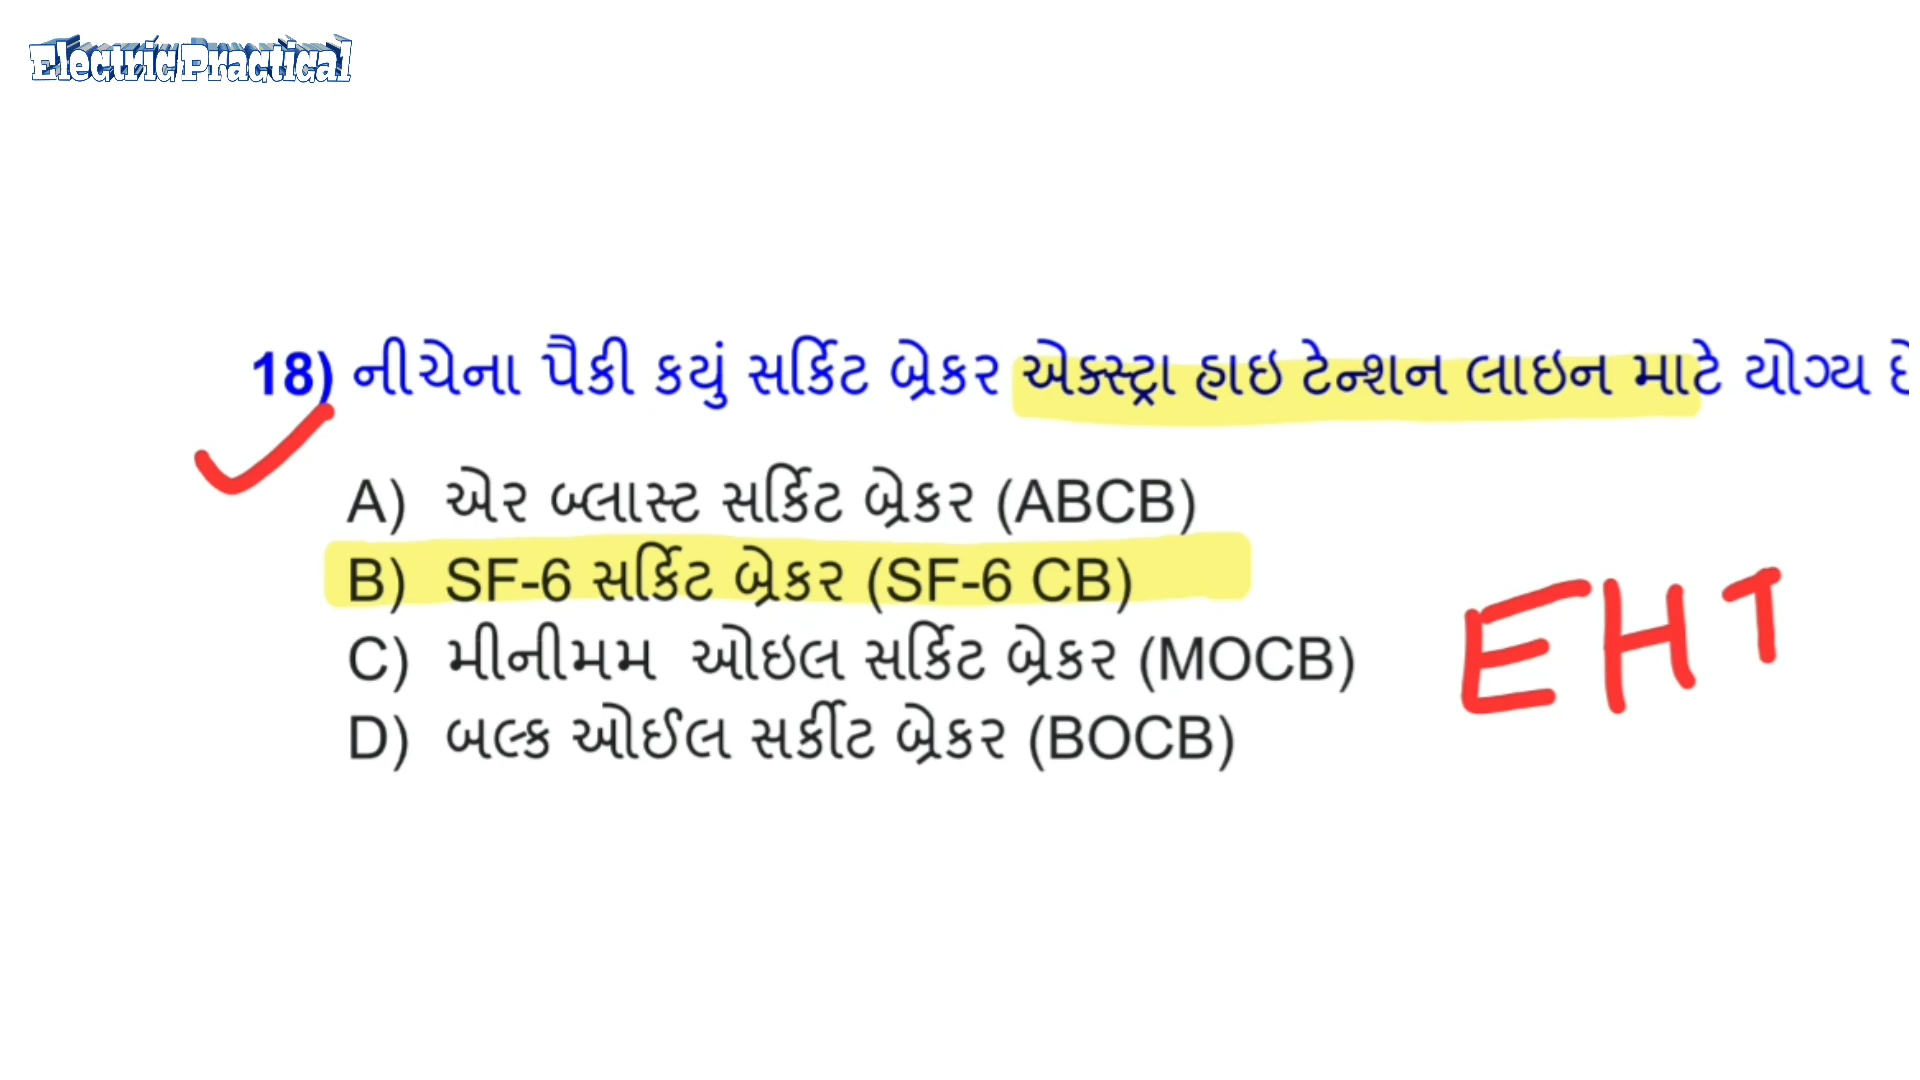 Electric Practical
18) નીચેના પૈકી કયું સર્કિટ બ્રેકર એક્સ્ટ્રા હાઇ ટેન્શન લાઇન માટે યોગ્ય
A) એર બ્લાસ્ટ સર્કિટ બ્રેકર (ABCB)
B) SF-6 સર્કિટ બ્રેકર (SF-6 CB)
C) મીનીમમ ઓઇલ સર્કિટ બ્રેકર (MOCB)
EHT
D) બલ્ક ઓઈલ સર્કીટ બ્રેકર (BOCB)